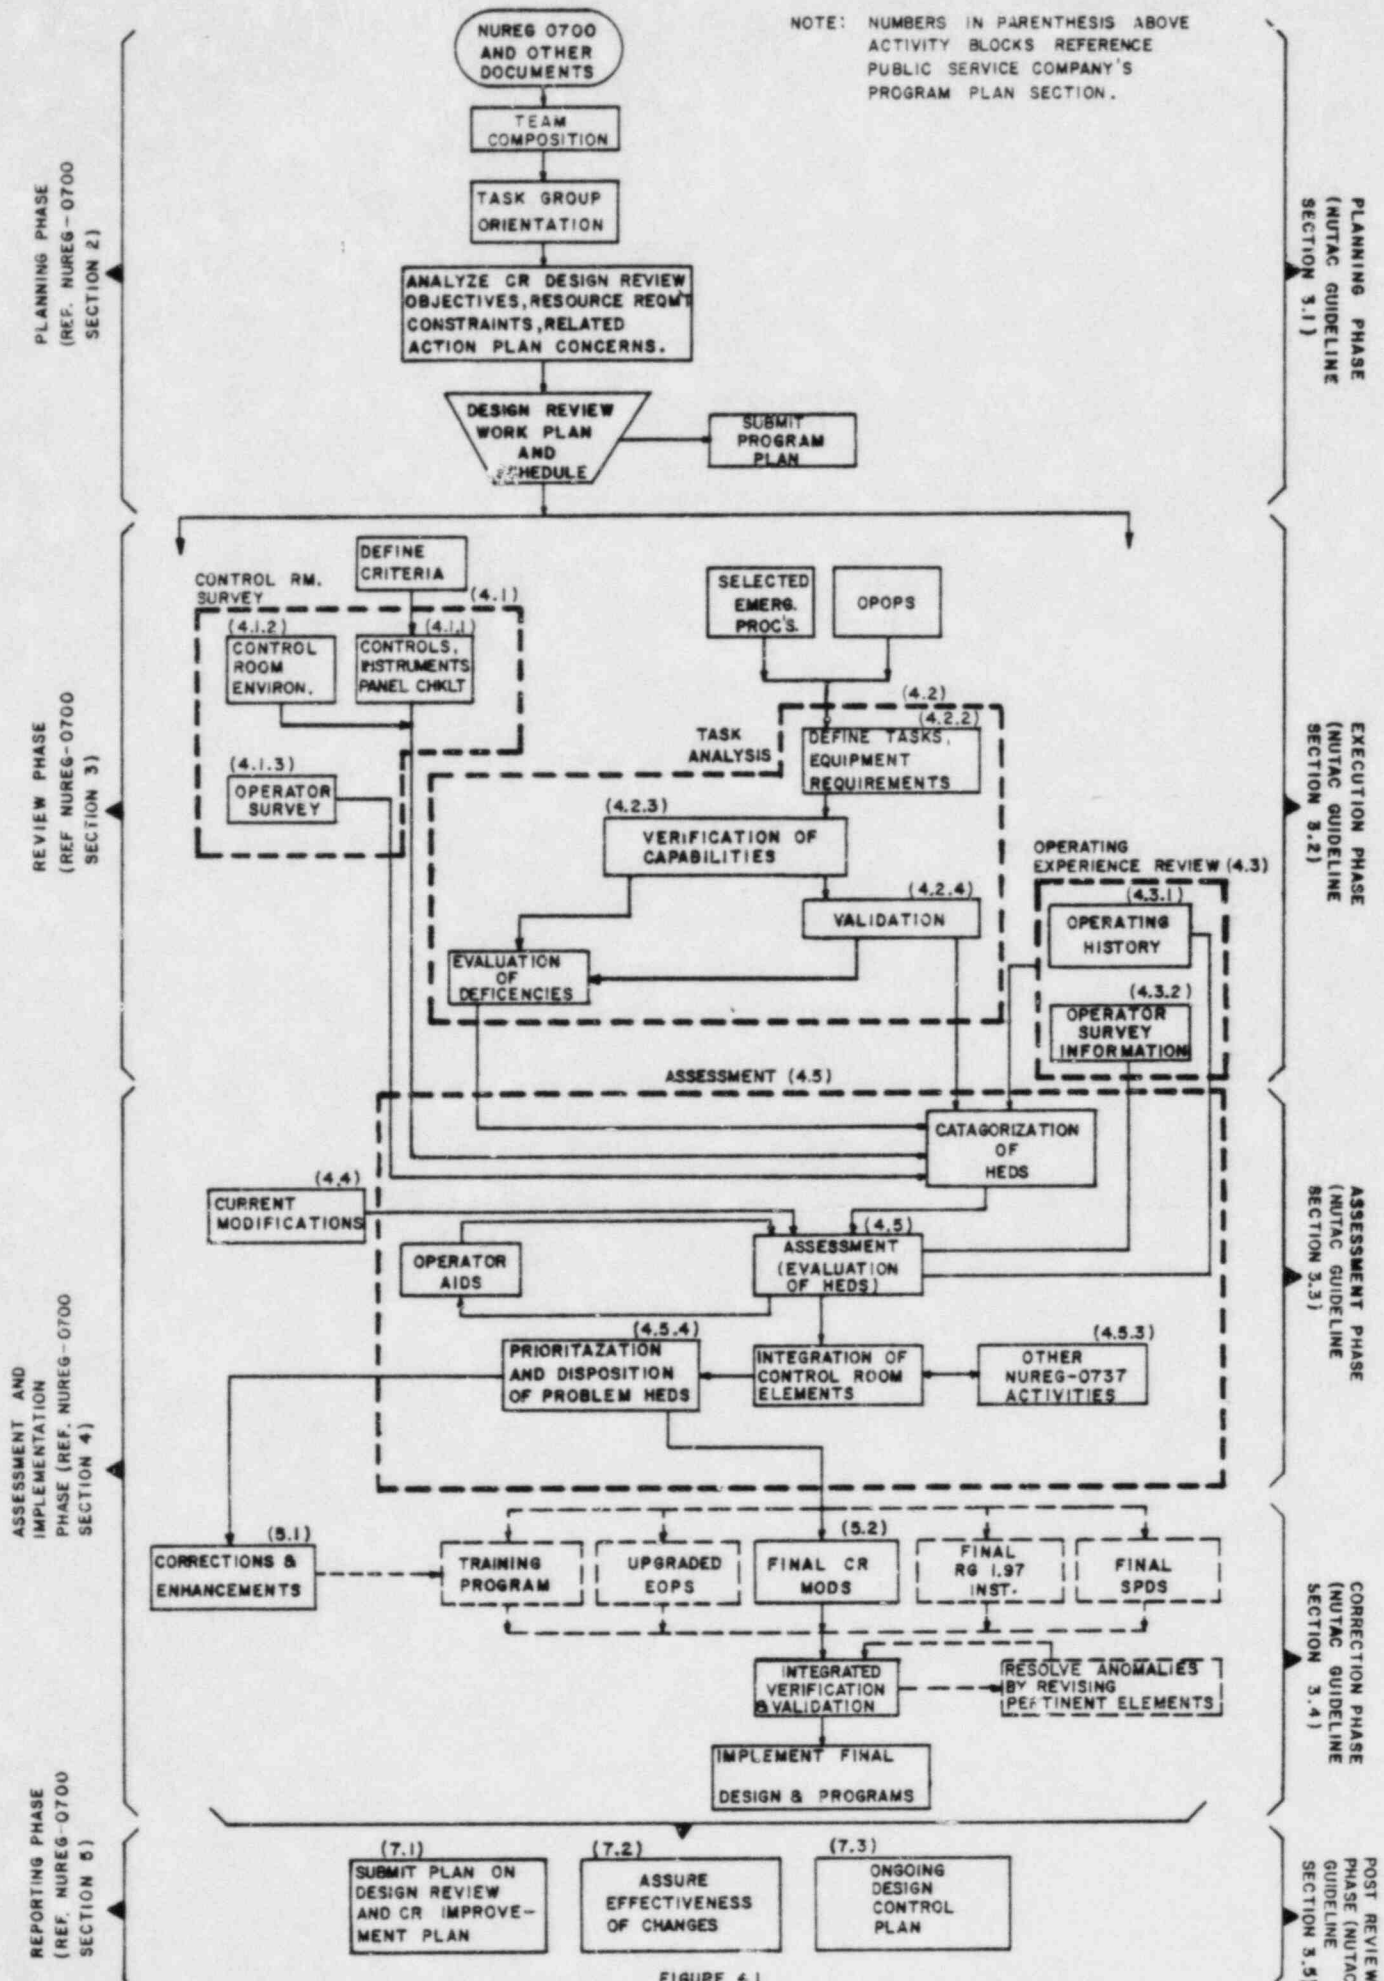 NOTE: NUMBERS IN PARENTHESIS ABOVE
ACTIVITY BLOCKS REFERENCE
PUBLIC SERVICE COMPANY'S
PROGRAM PLAN SECTION.
NUREG 0700
AND OTHER
DOCUMENTS
TEAM
COMPOSITION
TASK GROUP
ORIENTATION
ANALYZE CR DESIGN REVIEW
OBJECTIVES, RESOURCE REQM'T
CONSTRAINTS, RELATED
ACTION PLAN CONCERNS.
DESIGN REVIEW
WORK PLAN
AND
SCHEDULE
SUBMIT
PROGRAM
PLAN
PLANNING PHASE
(REF. NUREG-0700
SECTION 2)
PLANNING PHASE
(NUTAC GUIDELINE
SECTION 3.1)
DEFINE
CRITERIA
CONTROL RM.
SURVEY
(4.1)
(4.1.2)
CONTROL
ROOM
ENVIRON.
(4.1.1)
CONTROLS,
INSTRUMENTS
PANEL CHKLT
(4.1.3)
OPERATOR
SURVEY
SELECTED
EMERG.
PROC'S.
OPOPS
(4.2)
TASK
ANALYSIS
(4.2.2)
DEFINE TASKS,
EQUIPMENT
REQUIREMENTS
(4.2.3)
VERIFICATION OF
CAPABILITIES
(4.2.4)
VALIDATION
EVALUATION
OF
DEFICENCIES
OPERATING
EXPERIENCE REVIEW (4.3)
(4.3.1)
OPERATING
HISTORY
(4.3.2)
OPERATOR
SURVEY
INFORMATION
REVIEW PHASE
(REF NUREG-0700
SECTION 3)
EXECUTION PHASE
(NUTAC GUIDELINE
SECTION 3.2)
ASSESSMENT (4.5)
CATAGORIZATION
OF
HEDS
(4.4)
CURRENT
MODIFICATIONS
OPERATOR
AIDS
(4.5)
ASSESSMENT
(EVALUATION
OF HEDS)
(4.5.4)
PRIORITAZATION
AND DISPOSITION
OF PROBLEM HEDS
INTEGRATION OF
CONTROL ROOM
ELEMENTS
(4.5.3)
OTHER
NUREG-0737
ACTIVITIES
ASSESSMENT AND
IMPLEMENTATION
PHASE (REF. NUREG-0700
SECTION 4)
ASSESSMENT PHASE
(NUTAC GUIDELINE
SECTION 3.3)
(5.1)
CORRECTIONS &
ENHANCEMENTS
TRAINING
PROGRAM
UPGRADED
EOPS
(5.2)
FINAL CR
MODS
FINAL
RG 1.97
INST.
FINAL
SPDS
INTEGRATED
VERIFICATION
& VALIDATION
RESOLVE ANOMALIES
BY REVISING
PERTINENT ELEMENTS
IMPLEMENT FINAL
DESIGN & PROGRAMS
CORRECTION PHASE
(NUTAC GUIDELINE
SECTION 3.4)
(7.1)
SUBMIT PLAN ON
DESIGN REVIEW
AND CR IMPROVE-
MENT PLAN
(7.2)
ASSURE
EFFECTIVENESS
OF CHANGES
(7.3)
ONGOING
DESIGN
CONTROL
PLAN
REPORTING PHASE
(REF. NUREG-0700
SECTION 5)
POST REVIEW
PHASE (NUTAC
GUIDELINE
SECTION 3.5
FIGURE 4.1